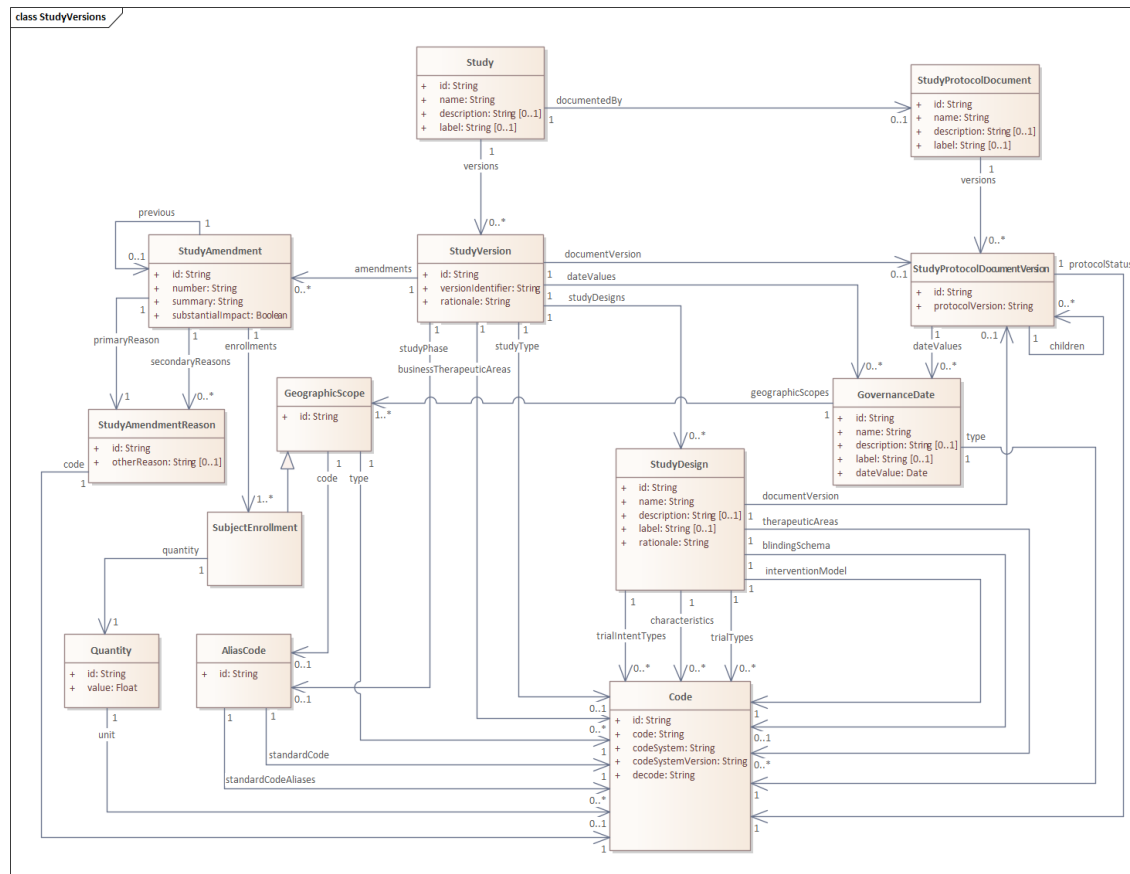 class StudyVersions
Study
+ id: String
+ name: String
+ description: String [0..1]
+ label: String [0..1]
StudyProtocolDocument
+ id: String
+ name: String
+ description: String [0..1]
+ label: String [0..1]
documentedBy
1
0..1
1
versions
0..*
1
versions
0..*
previous
1
0..1
StudyAmendment
+ id: String
+ number: String
+ summary: String
+ substantialImpact: Boolean
amendments
0..*
1
StudyVersion
+ id: String
+ versionIdentifier: String
+ rationale: String
documentVersion
1
0..1
dateValues
1
studyDesigns
1
StudyProtocolDocumentVersion
+ id: String
+ protocolVersion: String
1
protocolStatus
0..*
1
children
1
dateValues
0..*
0..*
0..1
1
primaryReason
1
1
secondaryReasons
0..*
1
enrollments
1..*
1
studyPhase
1
businessTherapeuticAreas
1
studyType
GeographicScope
+ id: String
geographicScopes
1..*
1
GovernanceDate
+ id: String
+ name: String
+ description: String [0..1]
+ label: String [0..1]
+ dateValue: Date
type
1
StudyAmendmentReason
+ id: String
+ otherReason: String [0..1]
code
1
1
code
1
type
0..*
StudyDesign
+ id: String
+ name: String
+ description: String [0..1]
+ label: String [0..1]
+ rationale: String
documentVersion
1
therapeuticAreas
1
blindingSchema
1
interventionModel
1
SubjectEnrollment
quantity
1
1
1
trialIntentTypes
0..*
1
characteristics
0..*
1
trialTypes
0..*
Quantity
+ id: String
+ value: Float
AliasCode
+ id: String
0..1
0..1
1
unit
1
standardCodeAliases
1
standardCode
Code
+ id: String
+ code: String
+ codeSystem: String
+ codeSystemVersion: String
+ decode: String
0..1
0..*
1
1
0..*
0..1
1
1
0..1
0..*
1
1